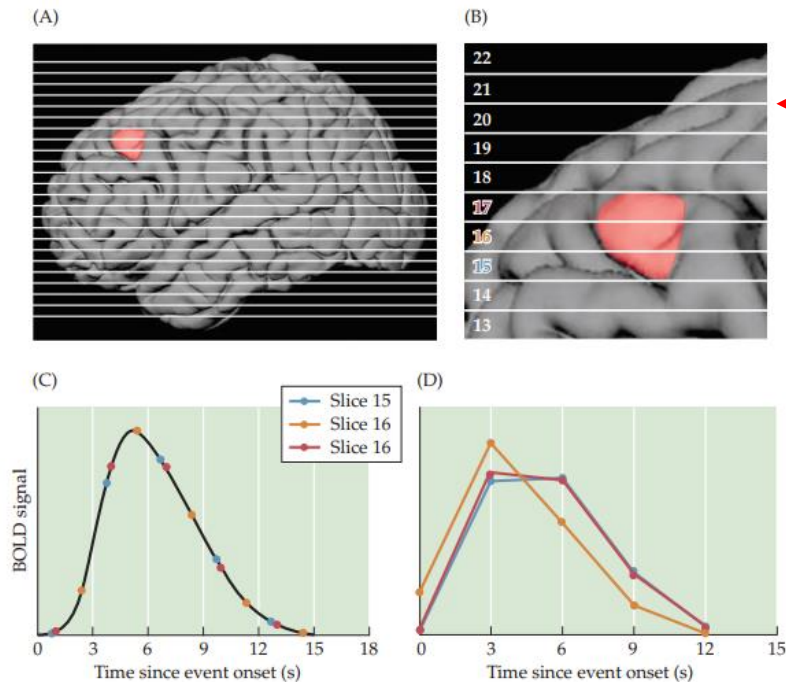 (A)
(B)
22
21
20
19
18
17
16
15
14
13
(C)
(D)
Slice 15
Slice 16
Slice 16
BOLD signal
0 3 6 9 12 15 18
Time since event onset (s)
0 3 6 9 12 15
Time since event onset (s)